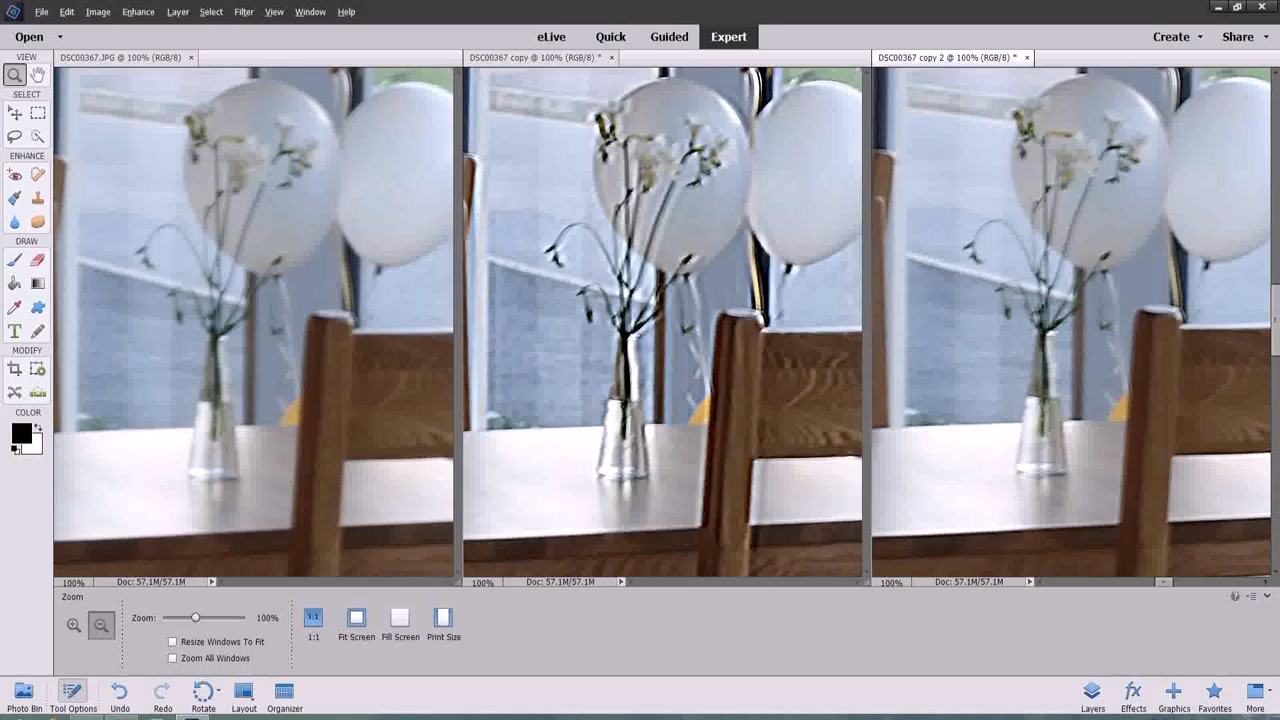 File Edit Image Enhance Layer Select Filter View Window Help
Open eLive Quick Guided Expert Create Share
VIEW
DSC00367.JPG @ 100% (RGB/8) × DSC00367 copy @ 100% (RGB/8) * × DSC00367 copy 2 @ 100% (RGB/8) * ×
SELECT
ENHANCE
DRAW
T
MODIFY
COLOR
100% Doc: 57.1M/57.1M 100% Doc: 57.1M/57.1M 100% Doc: 57.1M/57.1M
Zoom
Zoom: 100% 1:1
1:1 Fit Screen Fill Screen Print Size
Resize Windows To Fit
Zoom All Windows
Photo Bin Tool Options Undo Redo Rotate Layout Organizer Layers Effects Graphics Favorites More